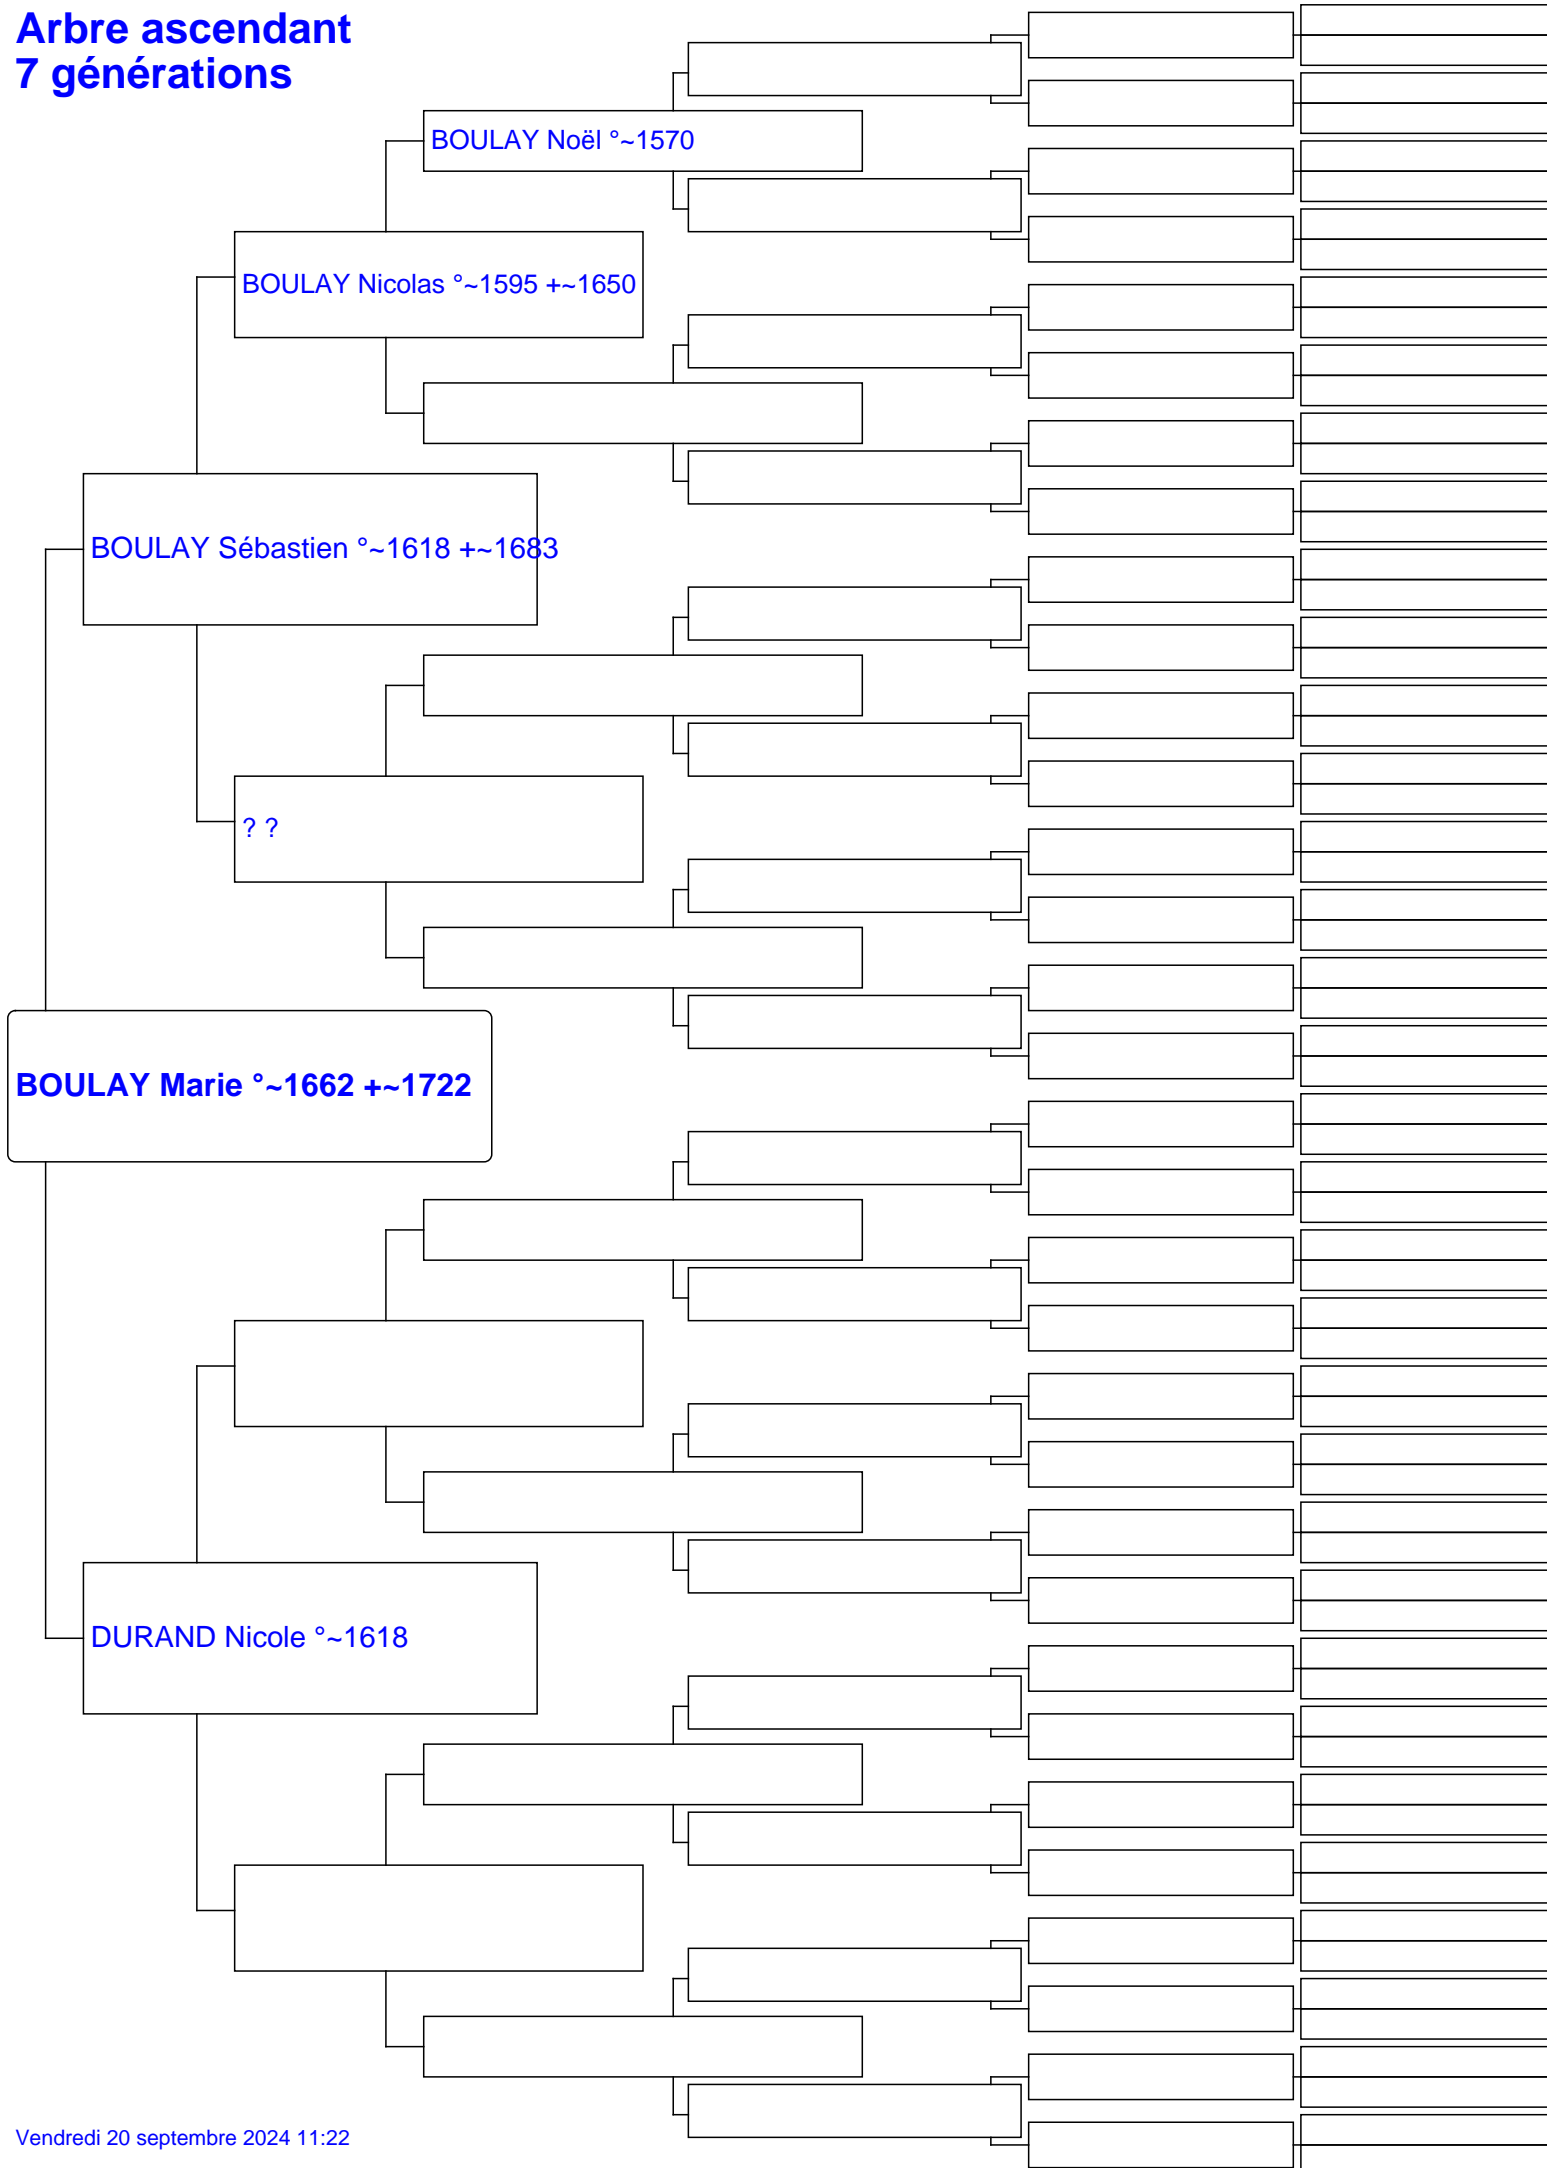 Arbre ascendant
7 générations
BOULAY Noël °~1570
BOULAY Nicolas °~1595 +~1650
BOULAY Sébastien °~1618 +~1683
? ?
BOULAY Marie °~1662 +~1722
DURAND Nicole °~1618
Vendredi 20 septembre 2024 11:22